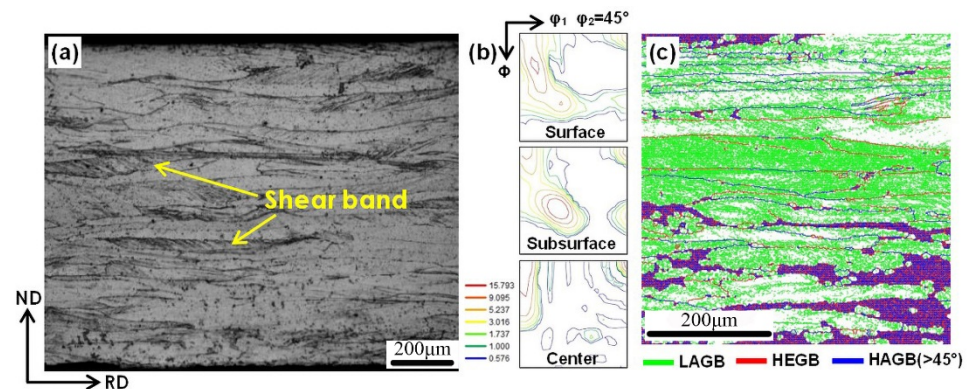 (a)
Shear band
ND
RD
200μm
(b)
φ₁ φ₂=45°
Φ
Surface
Subsurface
Center
15.793
9.095
5.237
3.016
1.737
1.000
0.576
(c)
200μm
LAGB HEGB HAGB(>45°)